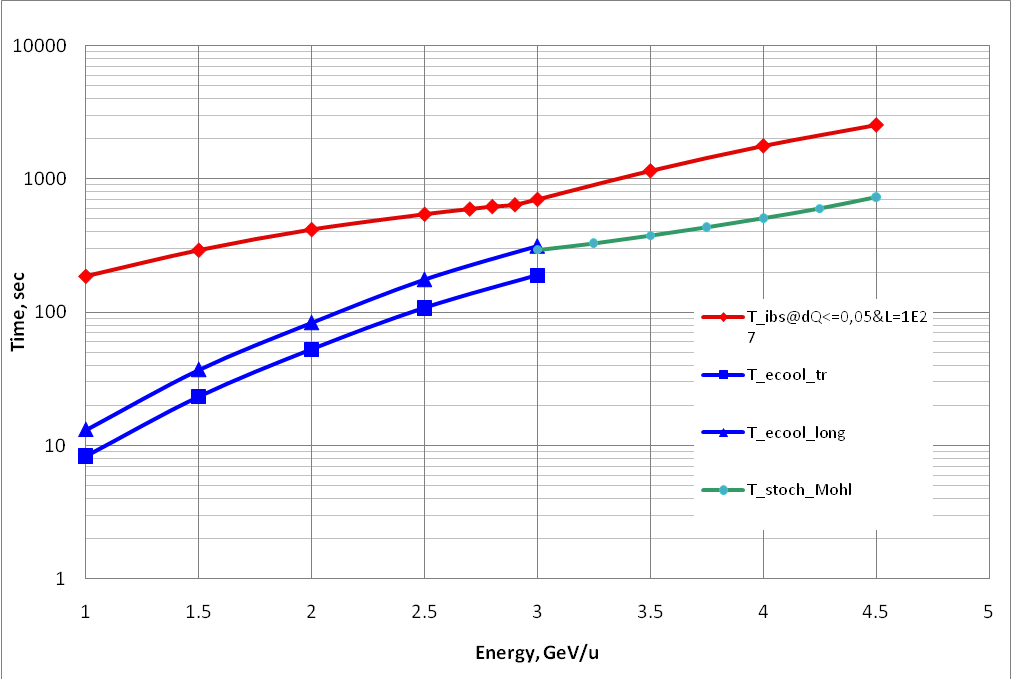 10000
1000
100
10
1
Time, sec
1
1.5
2
2.5
3
3.5
4
4.5
5
Energy, GeV/u
T_ibs@dQ<=0,05&L=1E2
7
T_ecool_tr
T_ecool_long
T_stoch_Mohl